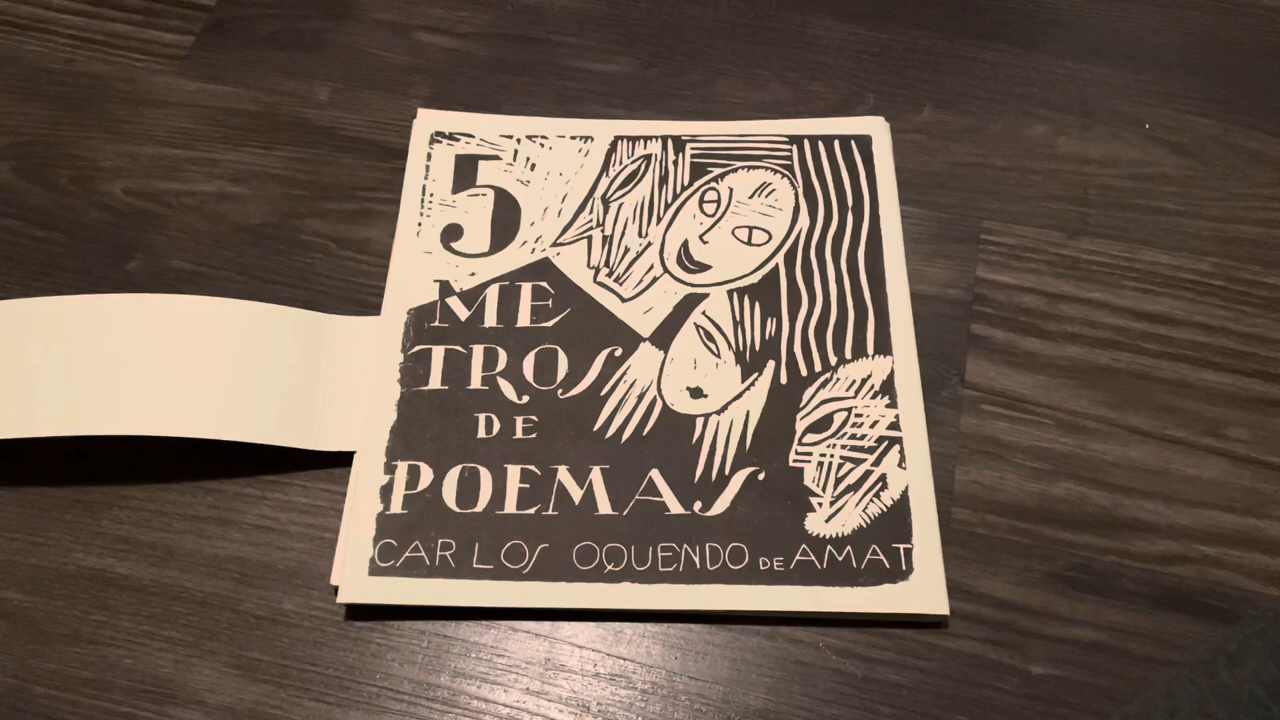 5
ME
TROS
DE
POEMAS
CARLOS OQUENDO DE AMAT